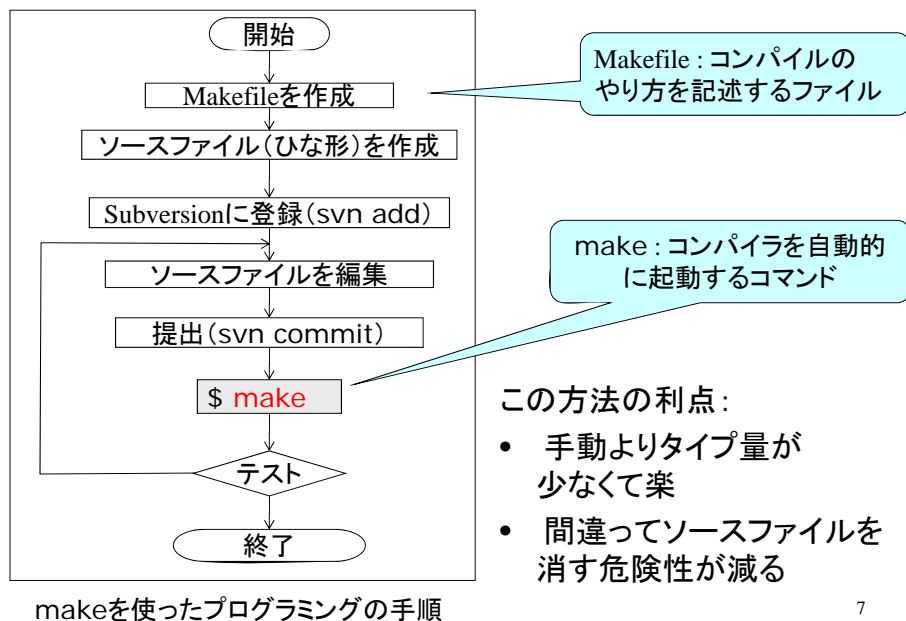 開始
Makefileを作成
ソースファイル(ひな形)を作成
Subversionに登録(svn add)
ソースファイルを編集
提出(svn commit)
$ make
テスト
終了
makeを使ったプログラミングの手順
Makefile : コンパイルの
やり方を記述するファイル
make : コンパイラを自動的
に起動するコマンド
この方法の利点:
• 手動よりタイプ量が
少なくて楽
• 間違ってソースファイルを
消す危険性が減る
7